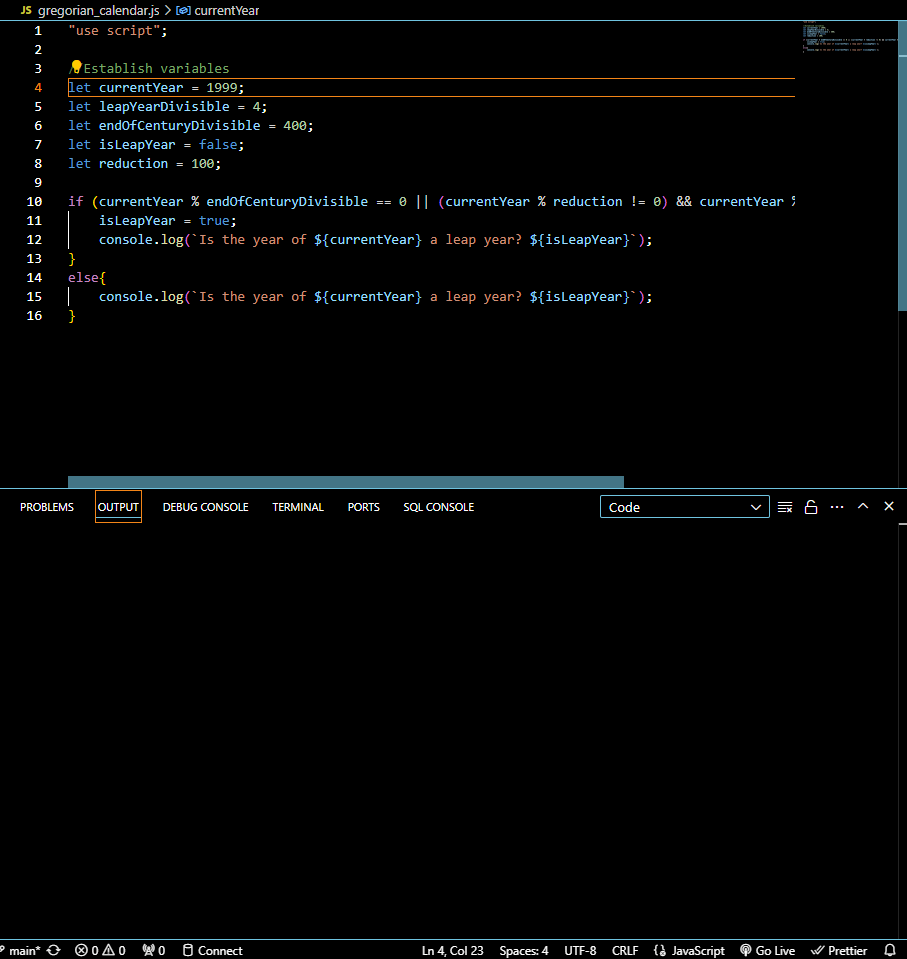 JS gregorian_calendar.js > currentYear
1 "use script";
2
3 /Establish variables
4 let currentYear = 1999;
5 let leapYearDivisible = 4;
6 let endOfCenturyDivisible = 400;
7 let isLeapYear = false;
8 let reduction = 100;
9
10 if (currentYear % endOfCenturyDivisible == 0 || (currentYear % reduction != 0) && currentYear %
11 isLeapYear = true;
12 console.log(`Is the year of ${currentYear} a leap year? ${isLeapYear}`);
13 }
14 else{
15 console.log(`Is the year of ${currentYear} a leap year? ${isLeapYear}`);
16 }
PROBLEMS OUTPUT DEBUG CONSOLE TERMINAL PORTS SQL CONSOLE Code
main* 0 0 0 Connect Ln 4, Col 23 Spaces: 4 UTF-8 CRLF {} JavaScript Go Live Prettier